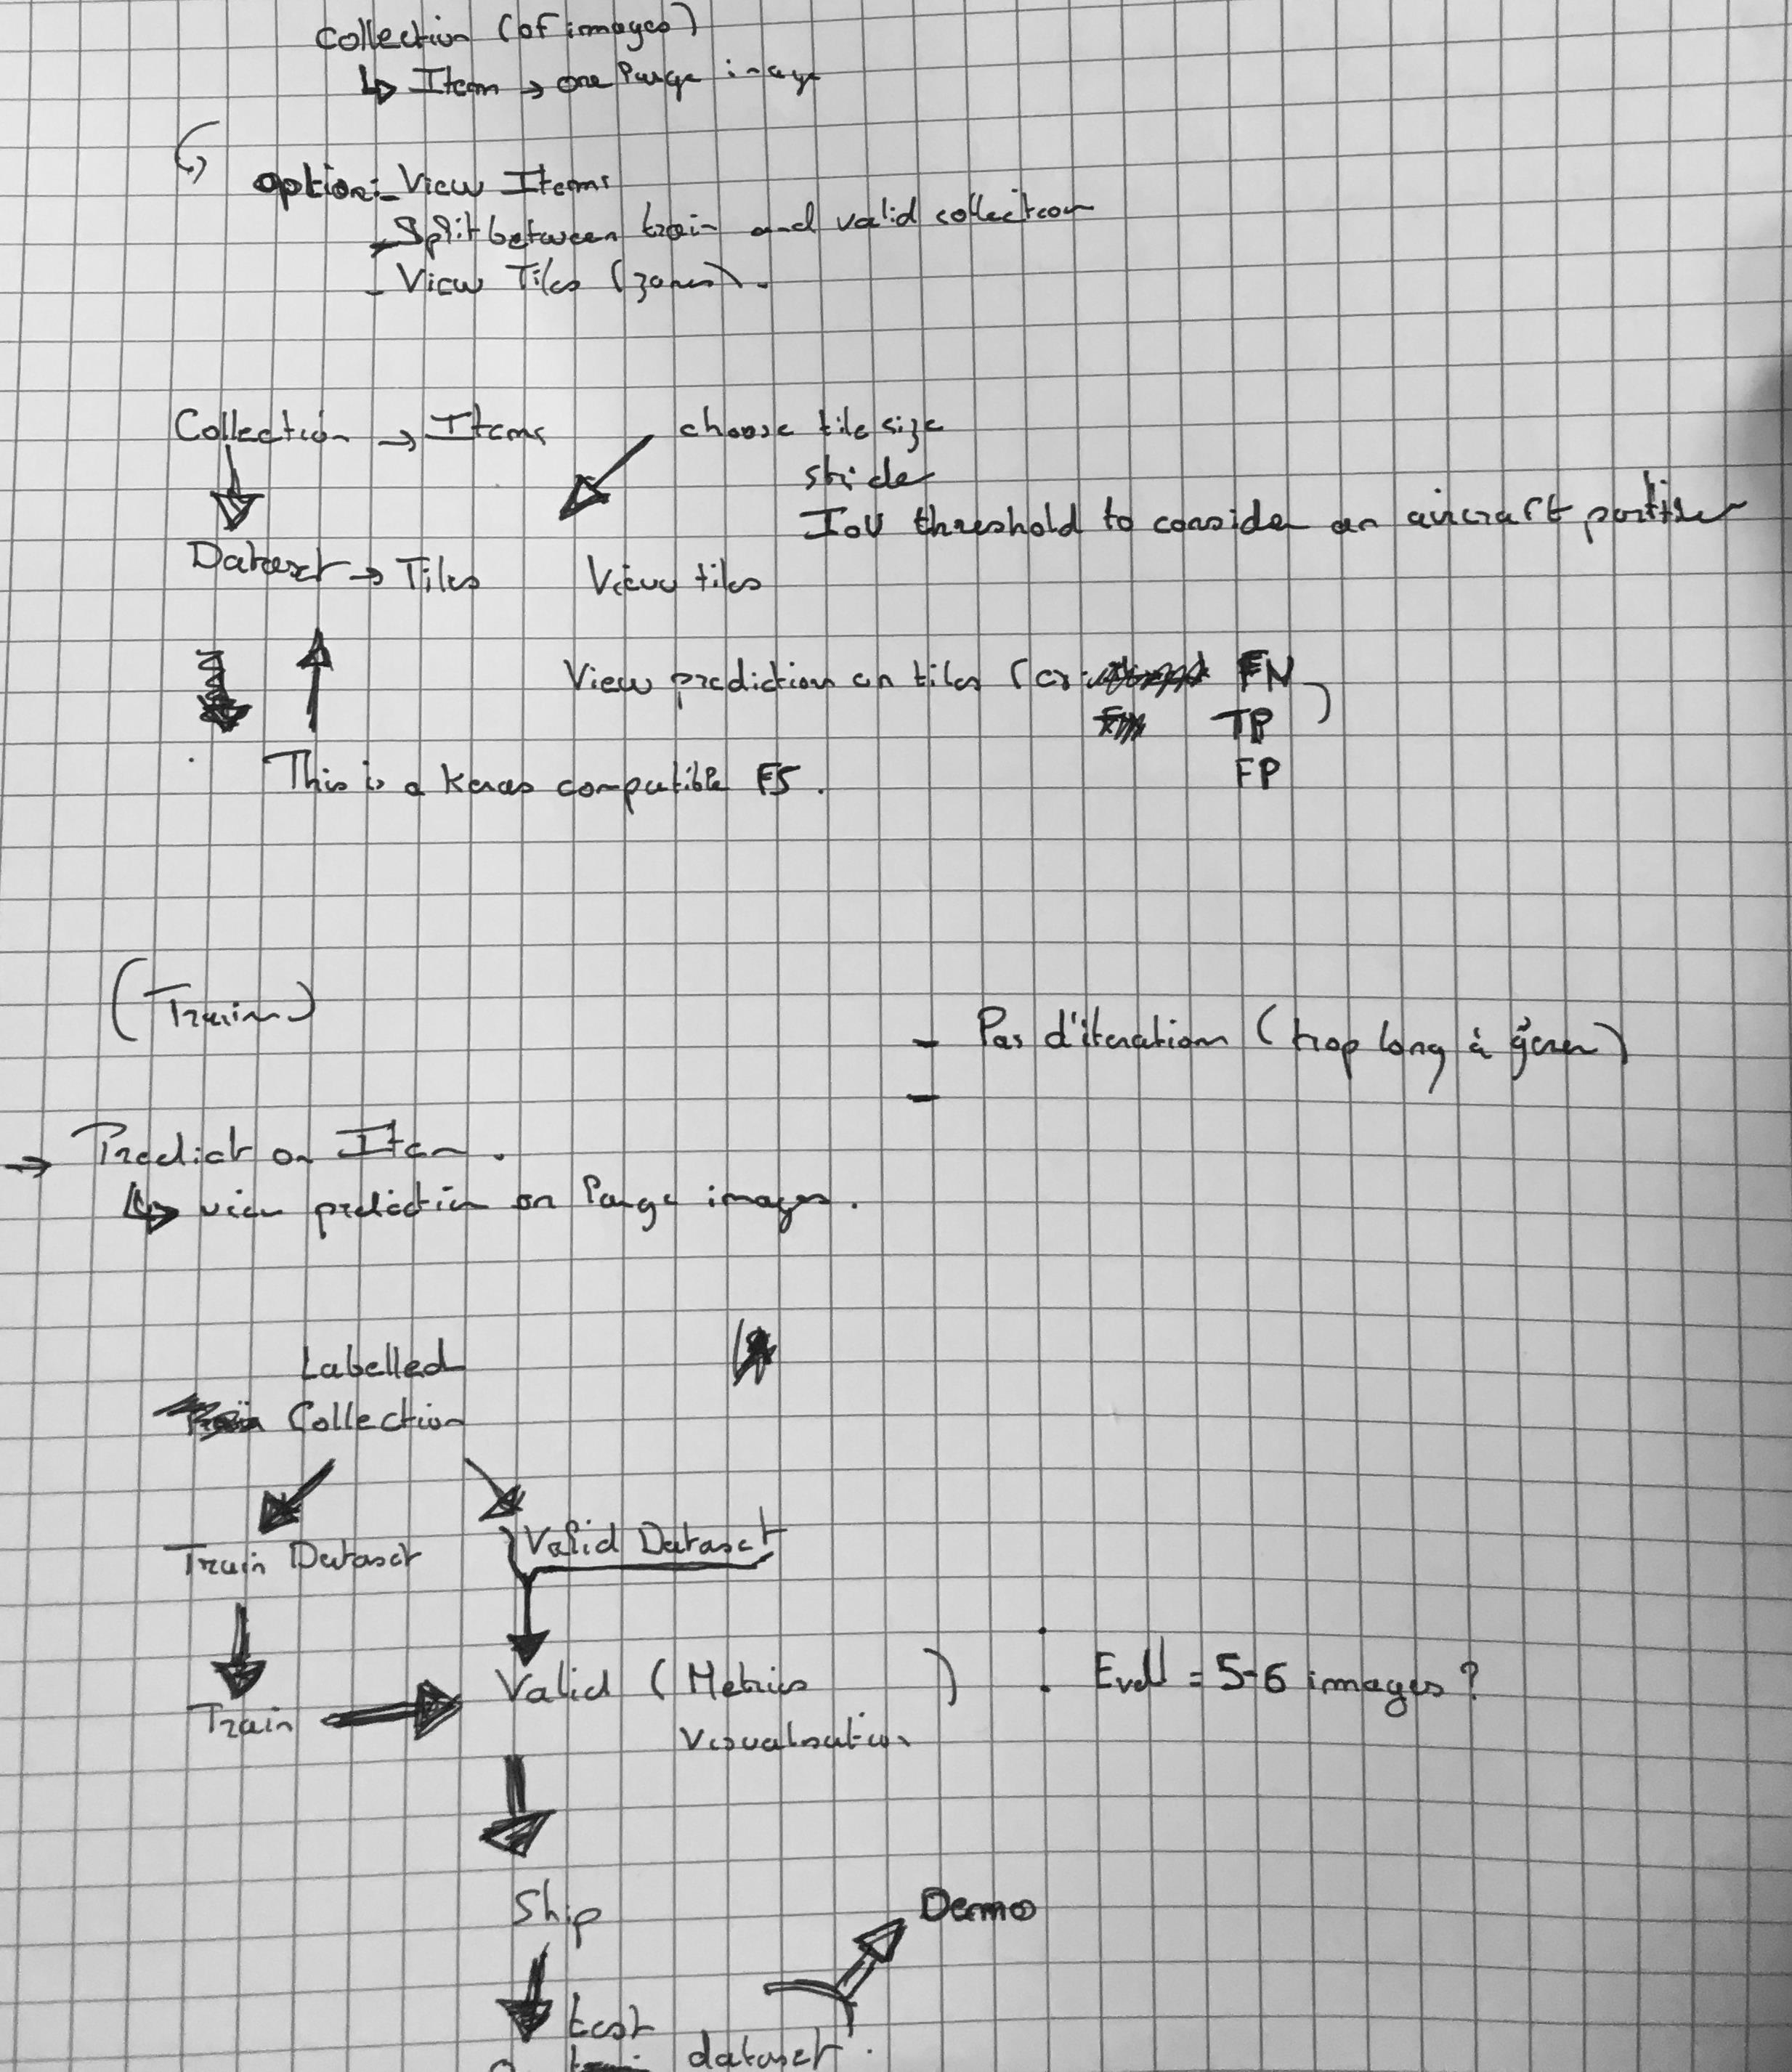 Collection (of images)
↳ Item → one large image
option: - View Items
- Split between train and valid collection
- View Tiles (zones).
Collection → Items
choose tile size
stride
IoU threshold to consider an aircraft positive
Dataset → Tiles
View tiles
View prediction on tiles ( FN
TP )
FP
This is a Keras compatible FS.
(Train)
- Pas d'iteration (trop long à gérer)
-
→ Predict on Item.
↳ view prediction on large images.
Labelled
Collection
Train Dataset
Valid Dataset
Train
Valid (Metrics )
Visualisation
: Eval = 5-6 images?
Ship
Demo
test
dataset.